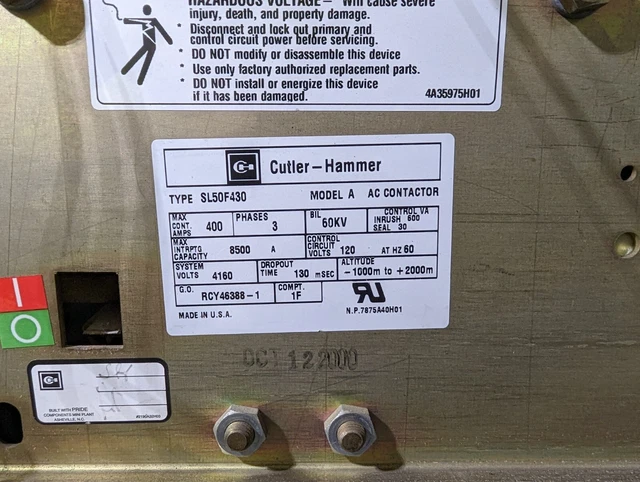 HAZARDOUS VOLTAGE – Will cause severe
injury, death, and property damage.
* Disconnect and lock out primary and
control circuit power before servicing.
* DO NOT modify or disassemble this device
* Use only factory authorized replacement parts.
* DO NOT install or energize this device
if it has been damaged.
4A35975H01
Cutler-Hammer
TYPE SL50F430 MODEL A AC CONTACTOR
MAX CONT. AMPS 400 PHASES 3 BIL 60KV CONTROL VA INRUSH 600 SEAL 30
MAX INTRPTG CAPACITY 8500 A CONTROL CIRCUIT VOLTS 120 AT HZ 60
SYSTEM VOLTS 4160 DROPOUT TIME 130 mSEC ALTITUDE -1000m to +2000m
G.O. RCY46388-1 COMPT. 1F
MADE IN U.S.A. N.P.7875A40H01
OCT 12 2000
BUILT WITH PRIDE
COMPONENTS MINI PLANT
ASHEVILLE, N.C.